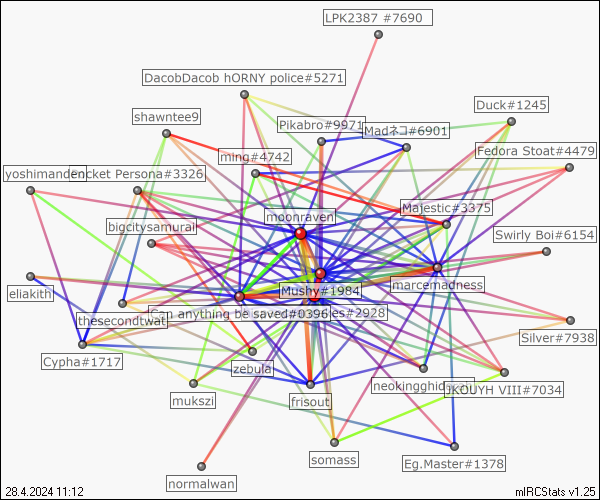 LPK2387 #7690
DacobDacob hORNY police#5271
Duck#1245
shawntee9
Pikabro#9971
Madネコ#6901
ming#4742
Fedora Stoat#4479
yoshimanden
ocket Persona#3326
moonraven
Majestic#3375
bigcitysamurai
Swirly Boi#6154
Mushy#1984
marcemadness
eliakith
thesecondtwat
Can anything be saved#0396
es#2928
Cypha#1717
Silver#7938
zebula
neokingghid
JKOUYH VIII#7034
mukszi
frisout
somass
Eg.Master#1378
normalwan
28.4.2024 11:12
mIRCStats v1.25